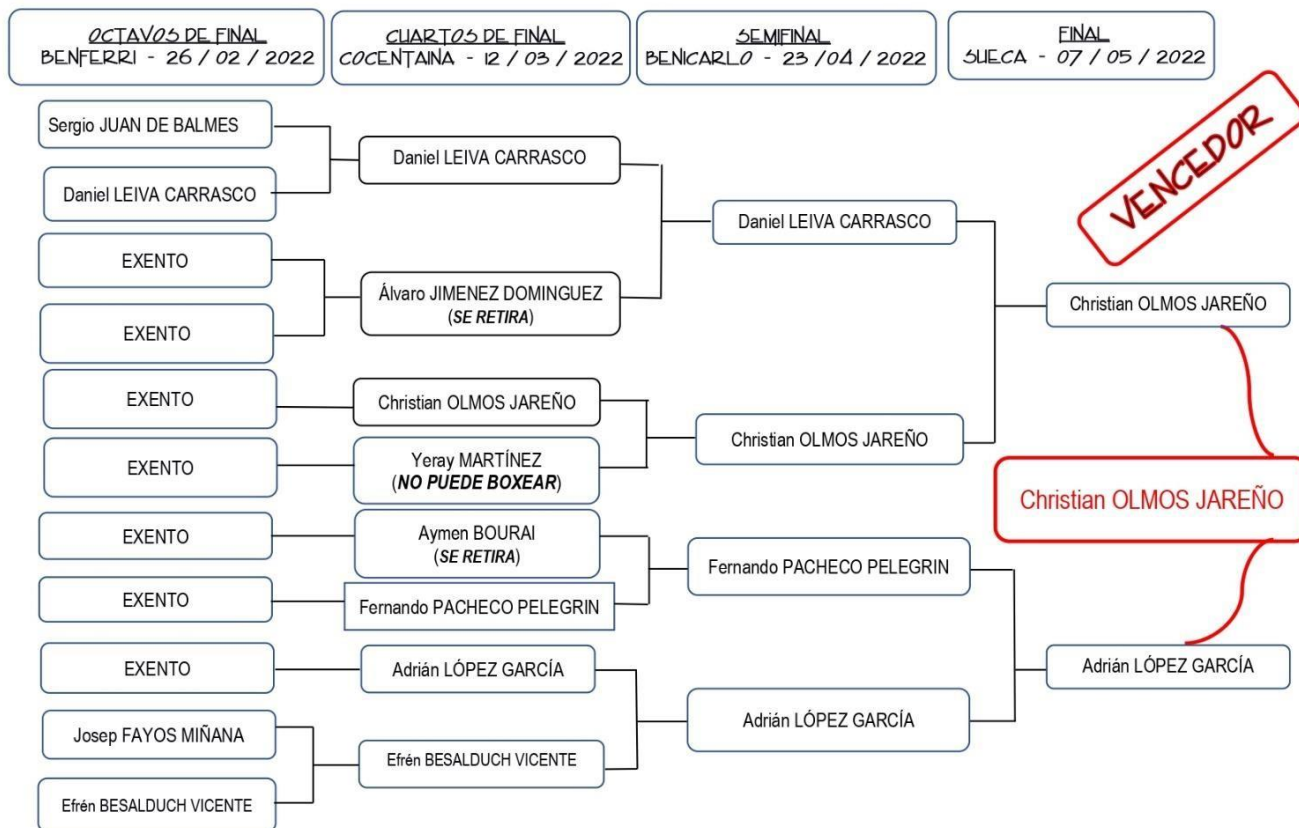 OCTAVOS DE FINAL
BENFERRI - 26 / 02 / 2022
CUARTOS DE FINAL
COCENTAINA - 12 / 03 / 2022
SEMIFINAL
BENICARLO - 23 / 04 / 2022
FINAL
SUECA - 07 / 05 / 2022
VENCEDOR
Sergio JUAN DE BALMES
Daniel LEIVA CARRASCO
EXENTO
EXENTO
EXENTO
EXENTO
EXENTO
EXENTO
EXENTO
Josep FAYOS MIÑANA
Efrén BESALDUCH VICENTE
Daniel LEIVA CARRASCO
Álvaro JIMENEZ DOMINGUEZ
(SE RETIRA)
Christian OLMOS JAREÑO
Yeray MARTÍNEZ
(NO PUEDE BOXEAR)
Aymen BOURAI
(SE RETIRA)
Fernando PACHECO PELEGRIN
Adrián LÓPEZ GARCÍA
Efrén BESALDUCH VICENTE
Daniel LEIVA CARRASCO
Christian OLMOS JAREÑO
Fernando PACHECO PELEGRIN
Adrián LÓPEZ GARCÍA
Christian OLMOS JAREÑO
Christian OLMOS JAREÑO
Adrián LÓPEZ GARCÍA